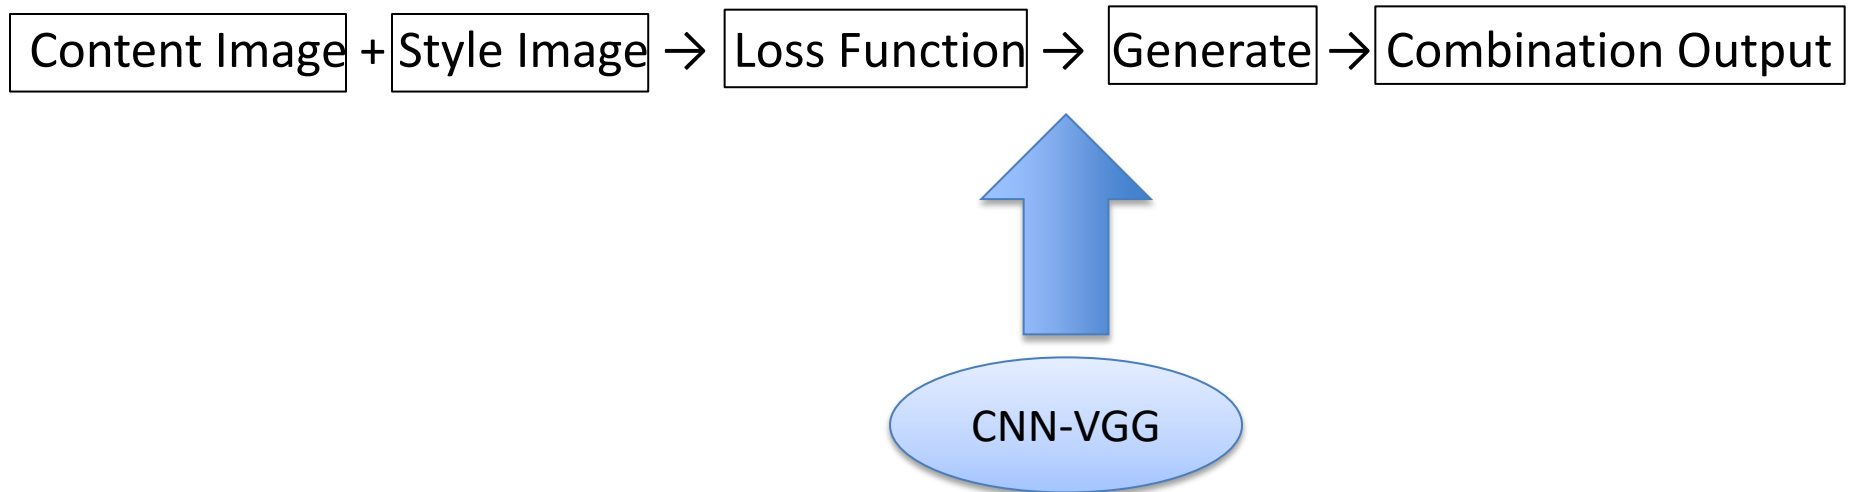 Content Image + Style Image → Loss Function → Generate → Combination Output
CNN-VGG